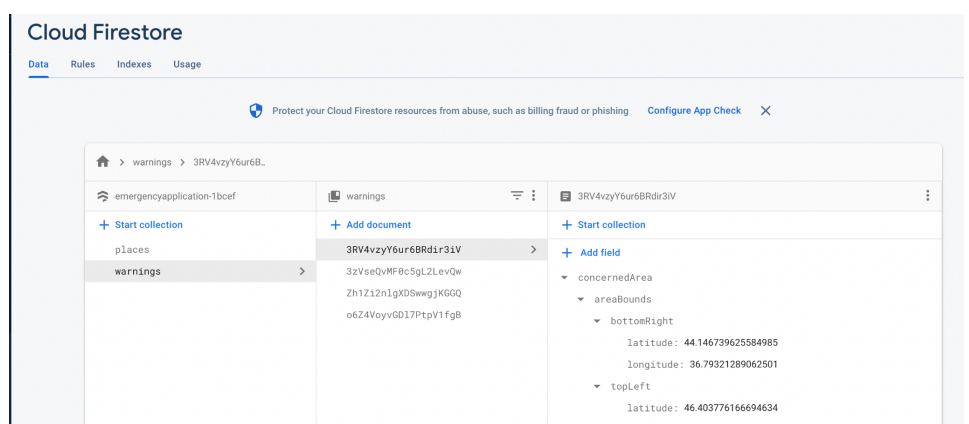 Cloud Firestore
Data Rules Indexes Usage
Protect your Cloud Firestore resources from abuse, such as billing fraud or phishing Configure App Check
warnings > 3RV4vzyY6ur6B..
emergencyapplication-1bcef
+ Start collection
places
warnings
warnings
+ Add document
3RV4vzyY6ur6BRdir3iV
3zVseQvMF0c5gL2LevQw
Zh1Zi2nlgXDSwwgjKGGQ
o6Z4VoyvGDl7PtpV1fgB
3RV4vzyY6ur6BRdir3iV
+ Start collection
+ Add field
concernedArea
areaBounds
bottomRight
latitude: 44.146739625584985
longitude: 36.79321289062501
topLeft
latitude: 46.403776166694634